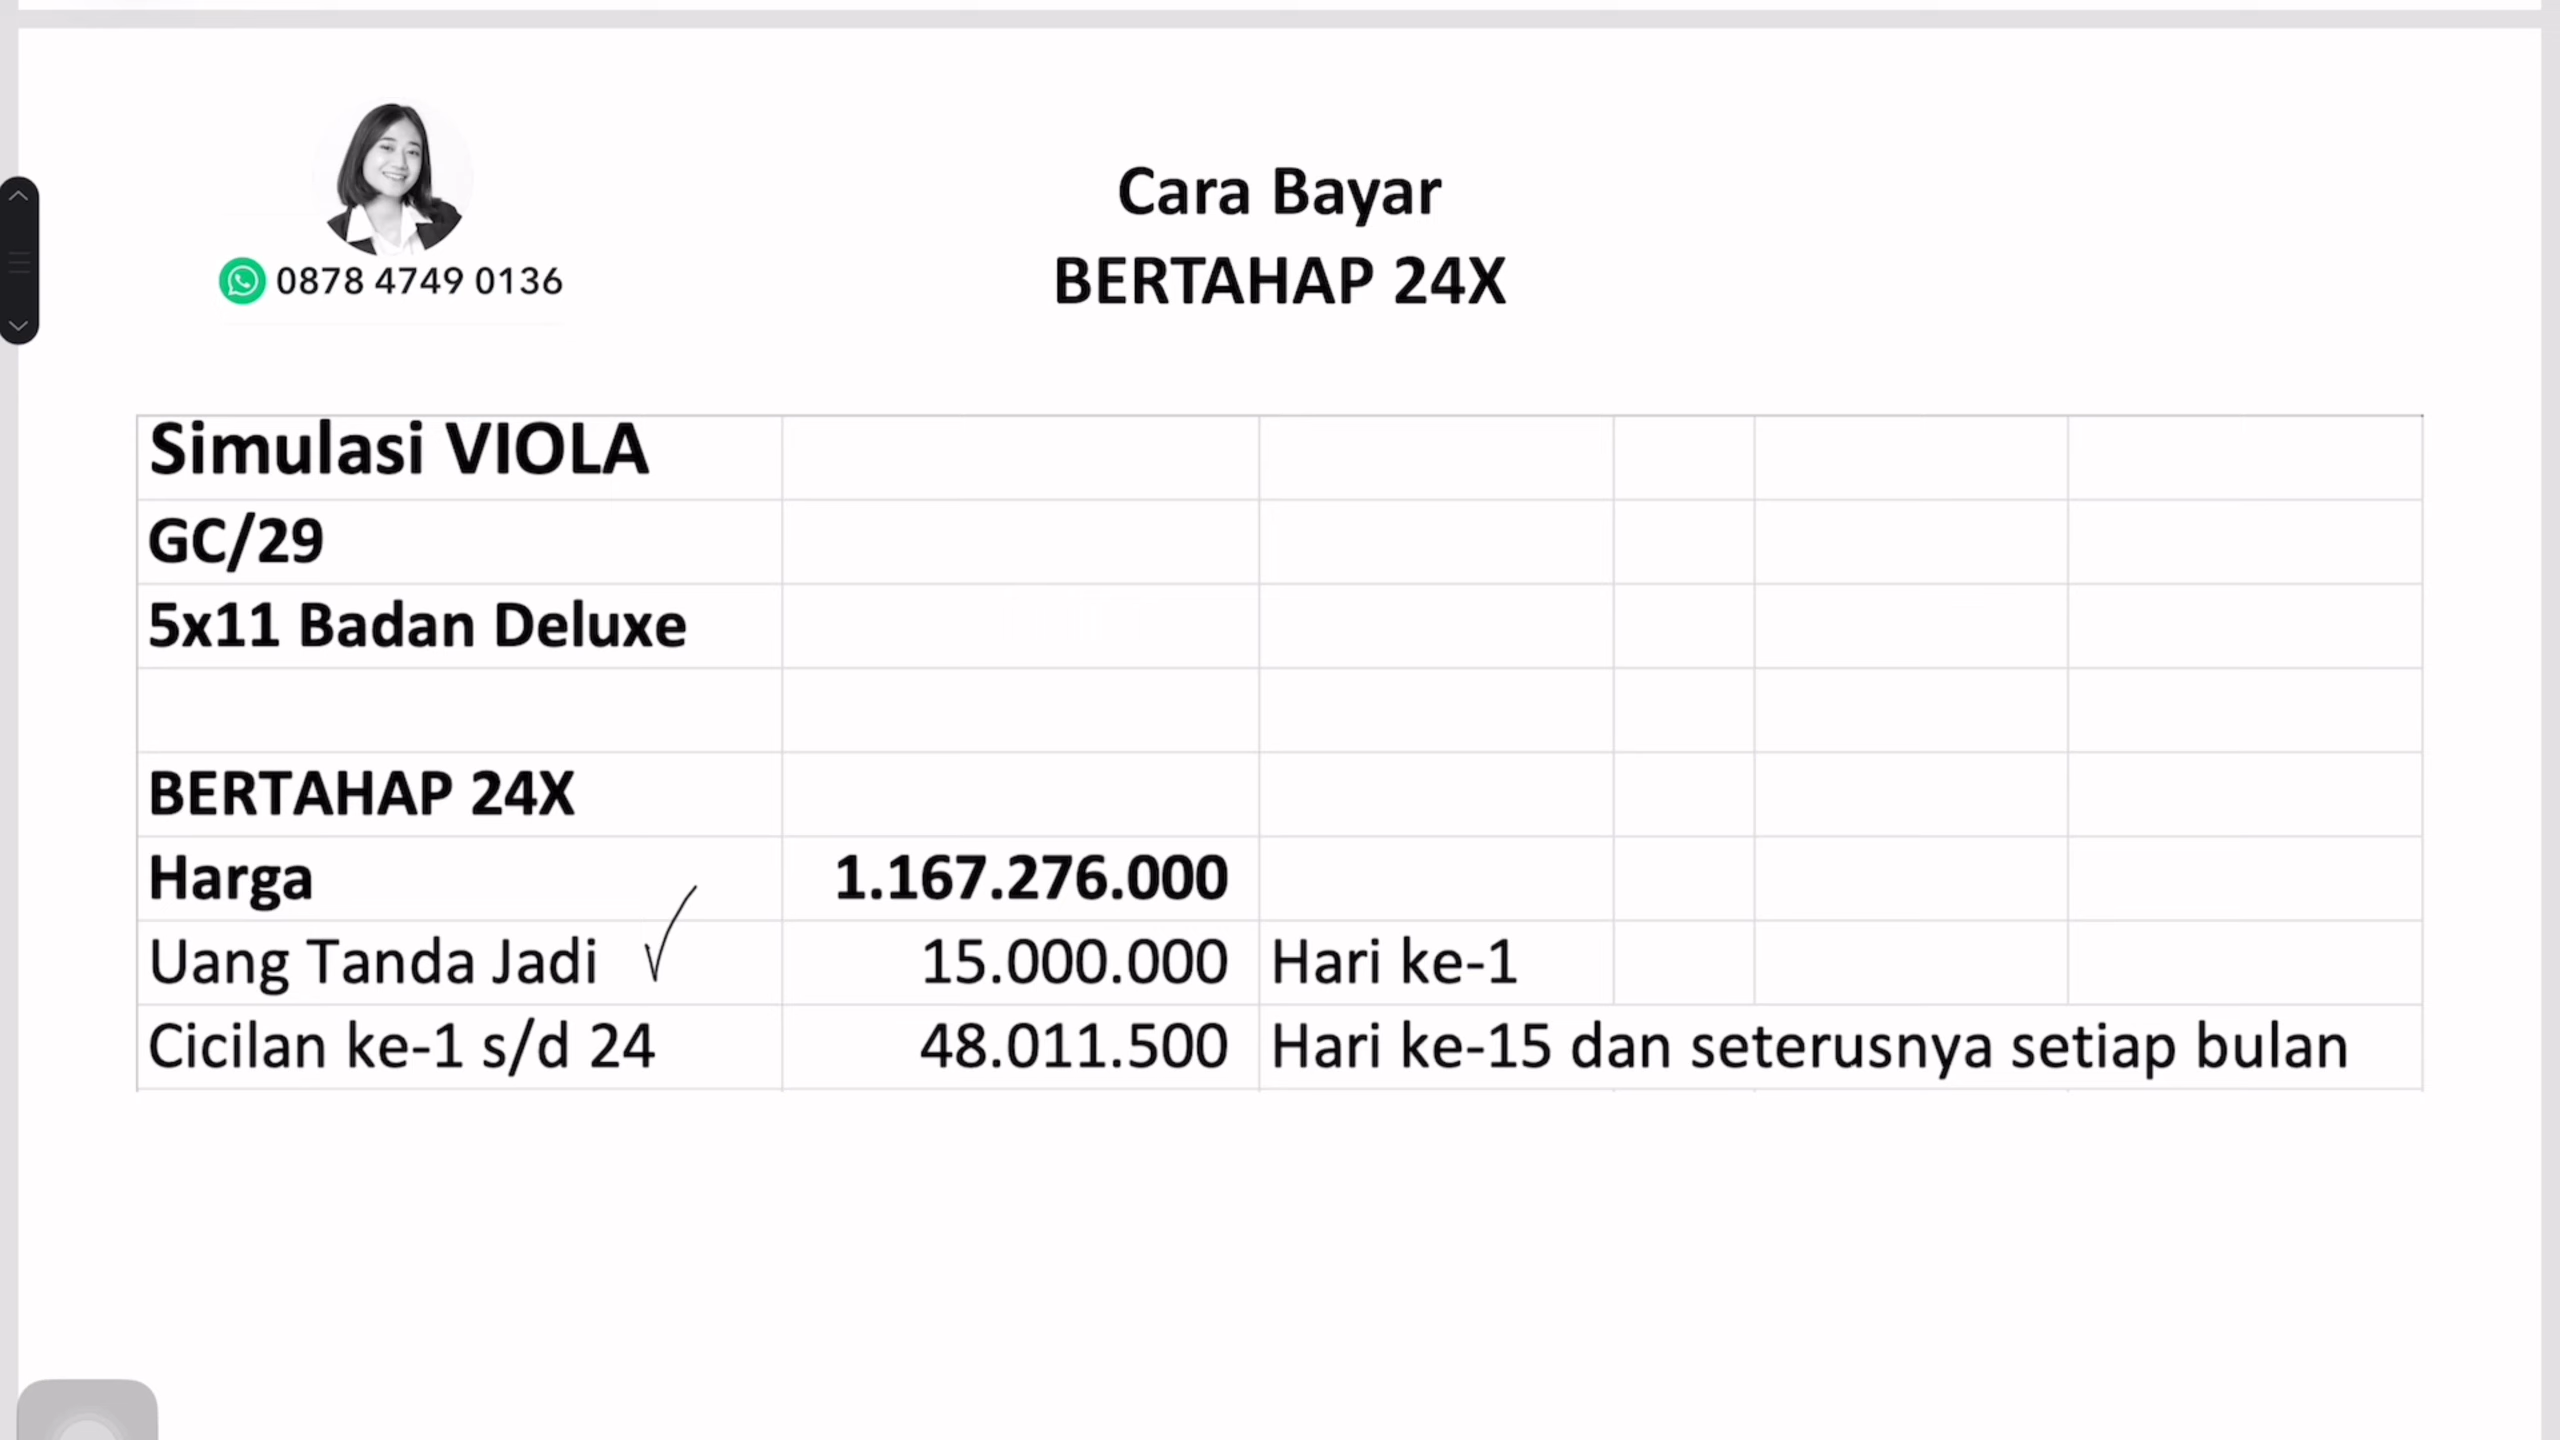 0878 4749 0136
Cara Bayar
BERTAHAP 24X
Simulasi VIOLA
GC/29
5x11 Badan Deluxe
BERTAHAP 24X
Harga 1.167.276.000
Uang Tanda Jadi 15.000.000 Hari ke-1
Cicilan ke-1 s/d 24 48.011.500 Hari ke-15 dan seterusnya setiap bulan